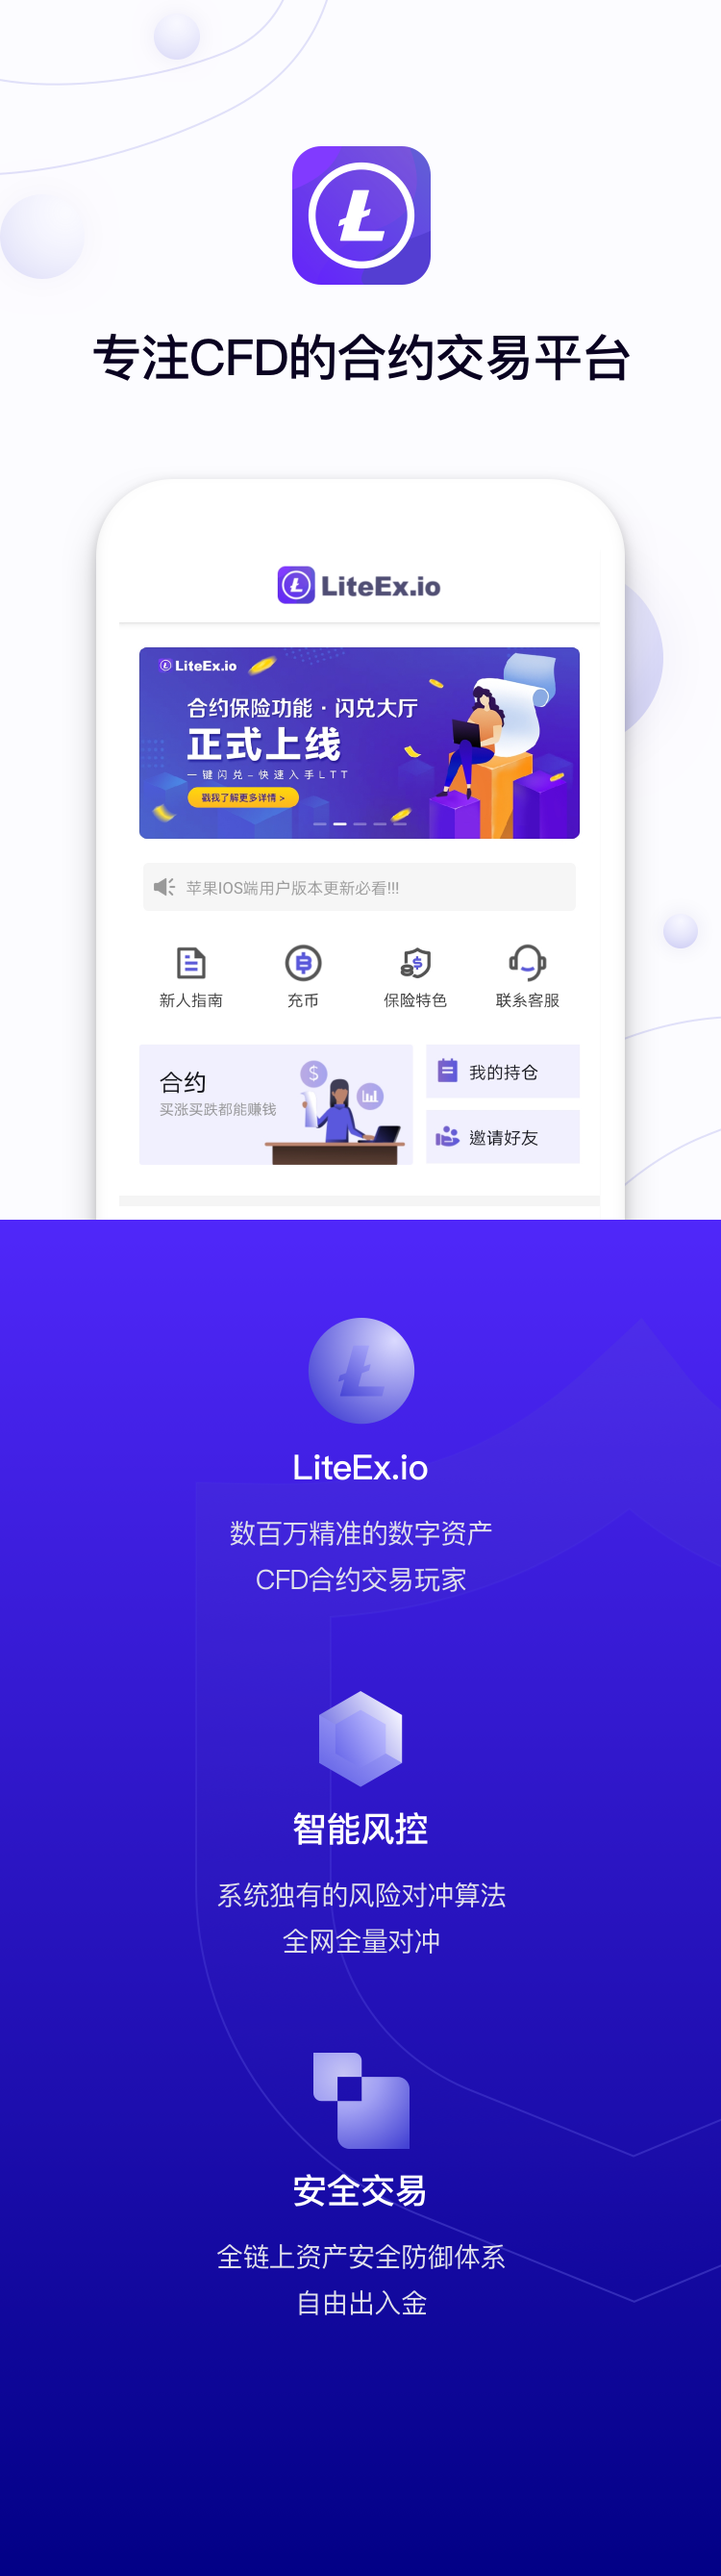 专注CFD的合约交易平台
LiteEx.io
LiteEx.io
合约保险功能 · 闪兑大厅
正式上线
一键闪兑–快速入手LTT
戳我了解更多详情 >
苹果IOS端用户版本更新必看!!!
新人指南
充币
保险特色
联系客服
合约
买涨买跌都能赚钱
我的持仓
邀请好友
LiteEx.io
数百万精准的数字资产
CFD合约交易玩家
智能风控
系统独有的风险对冲算法
全网全量对冲
安全交易
全链上资产安全防御体系
自由出入金